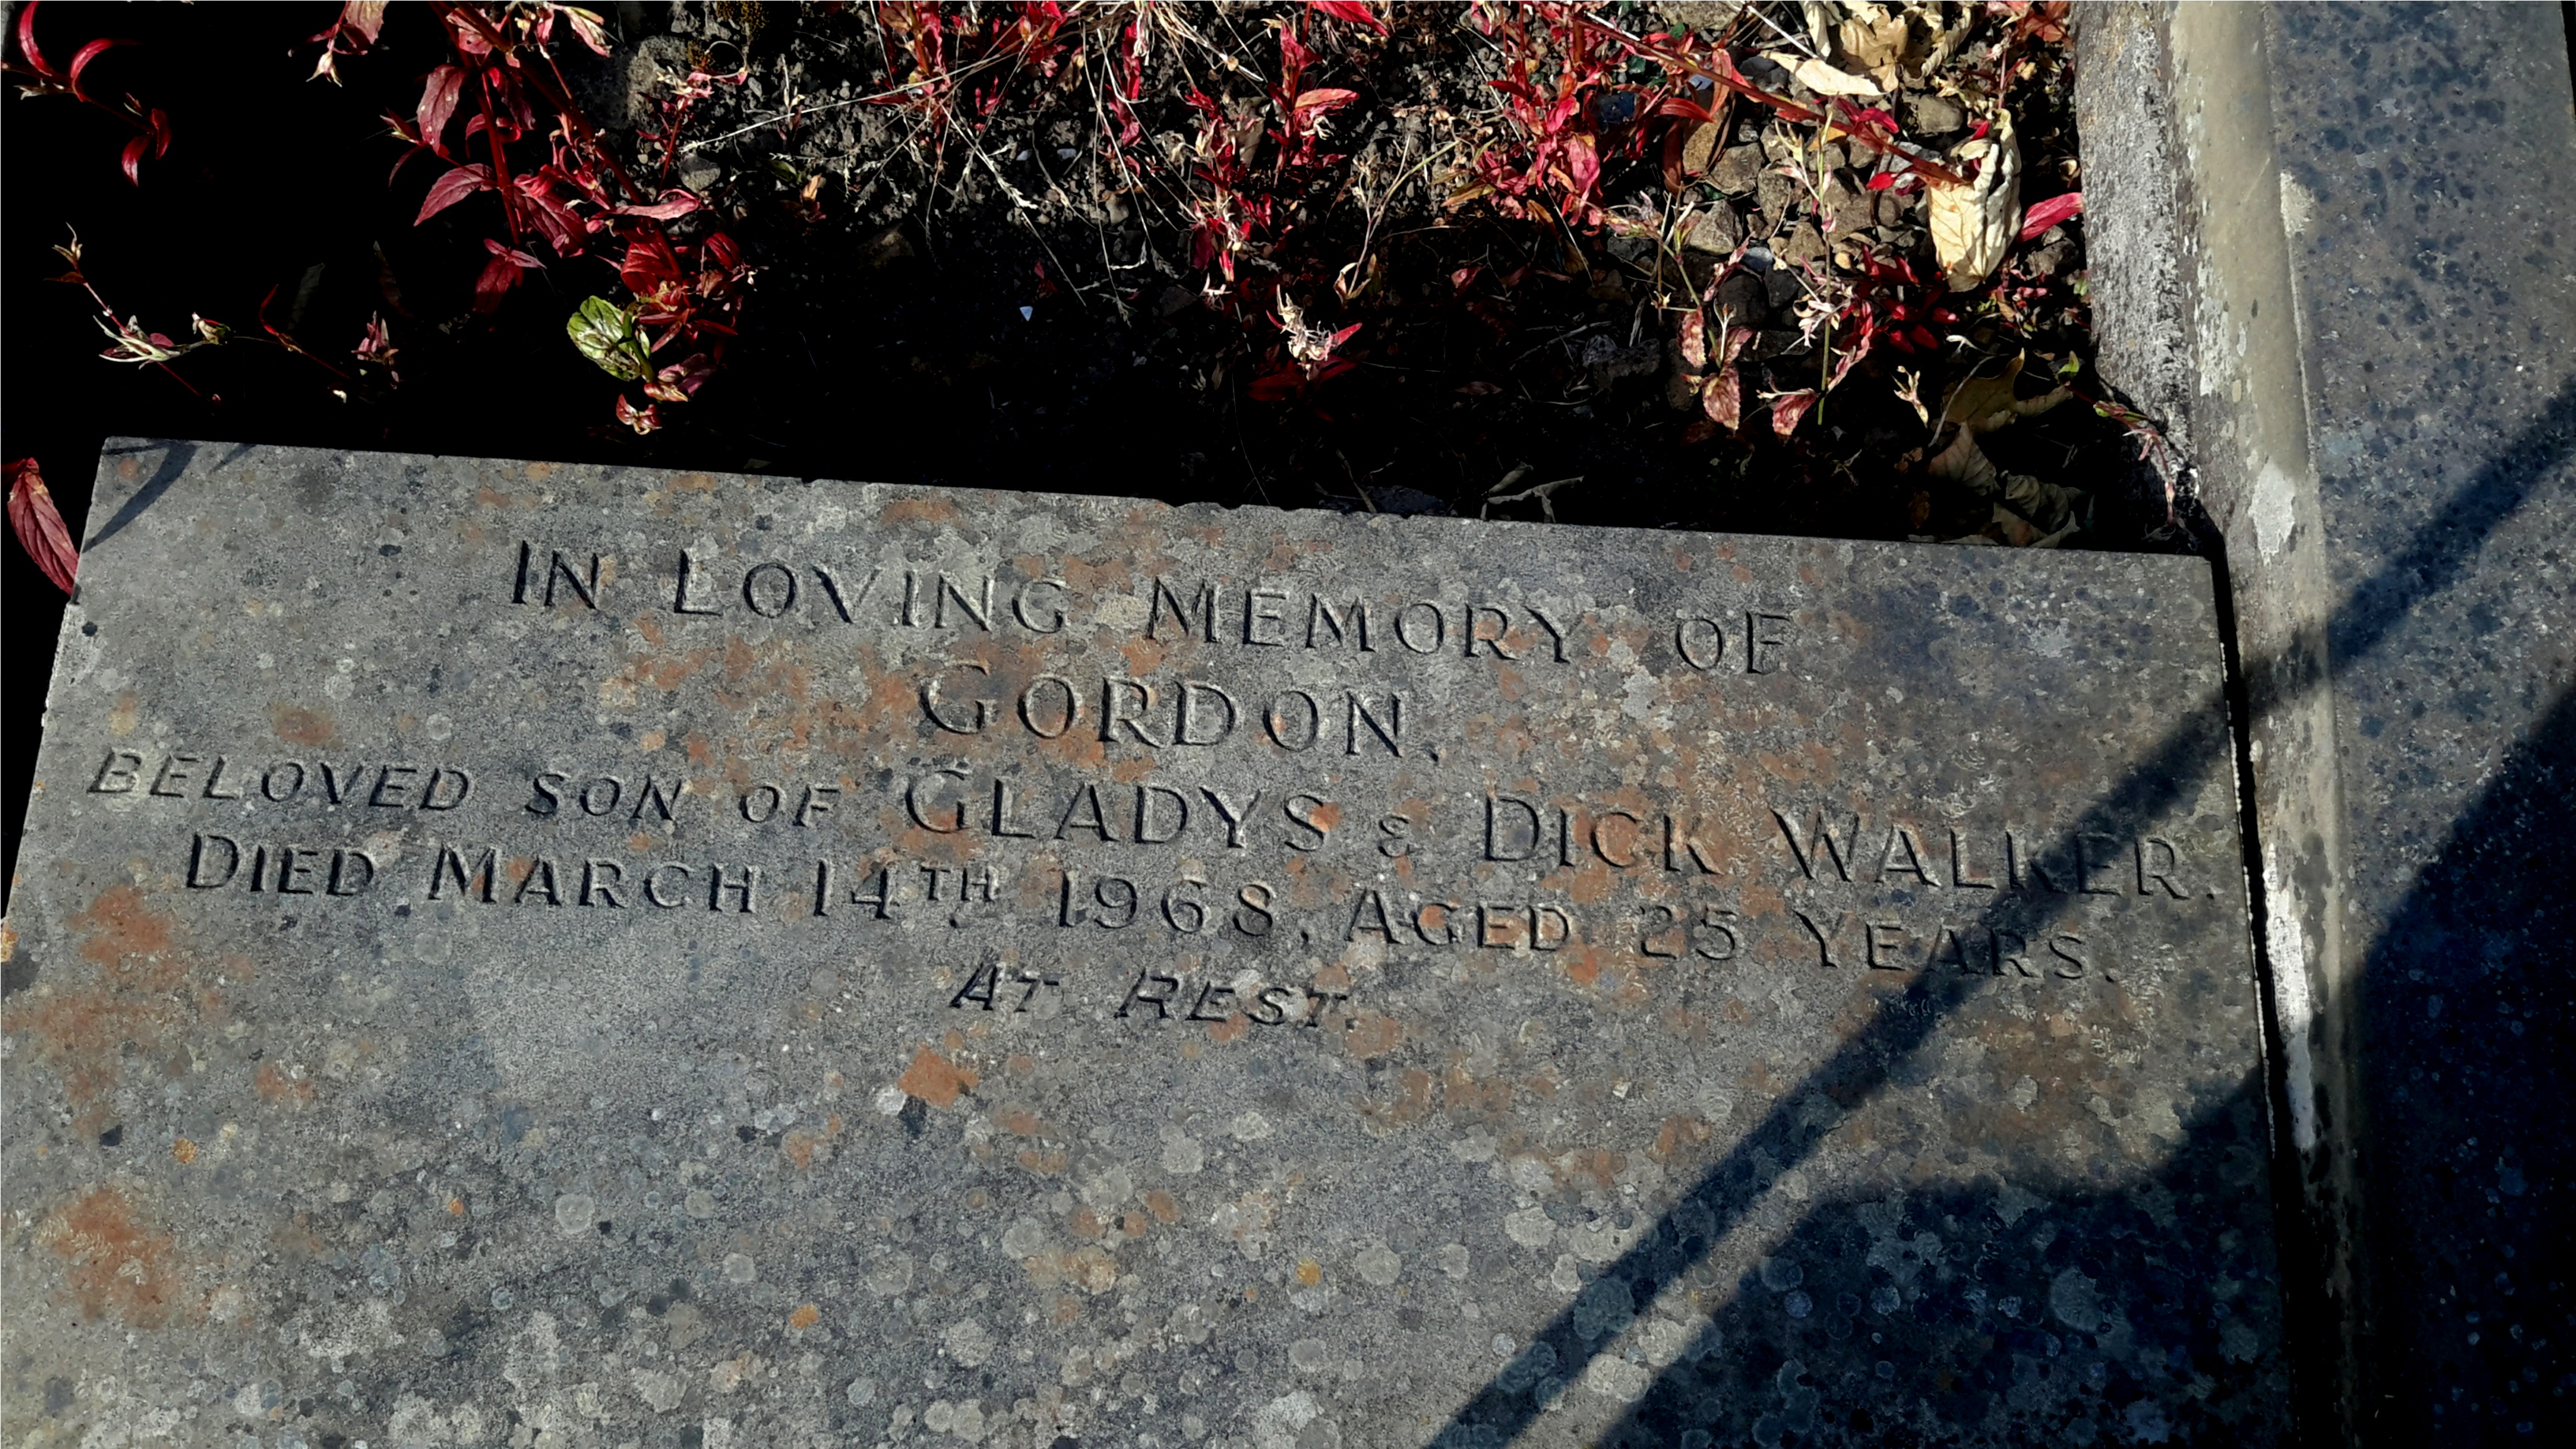 IN LOVING MEMORY OF
GORDON.
BELOVED SON OF GLADYS & DICK WALKER.
DIED MARCH 14TH 1968, AGED 25 YEARS.
AT REST.